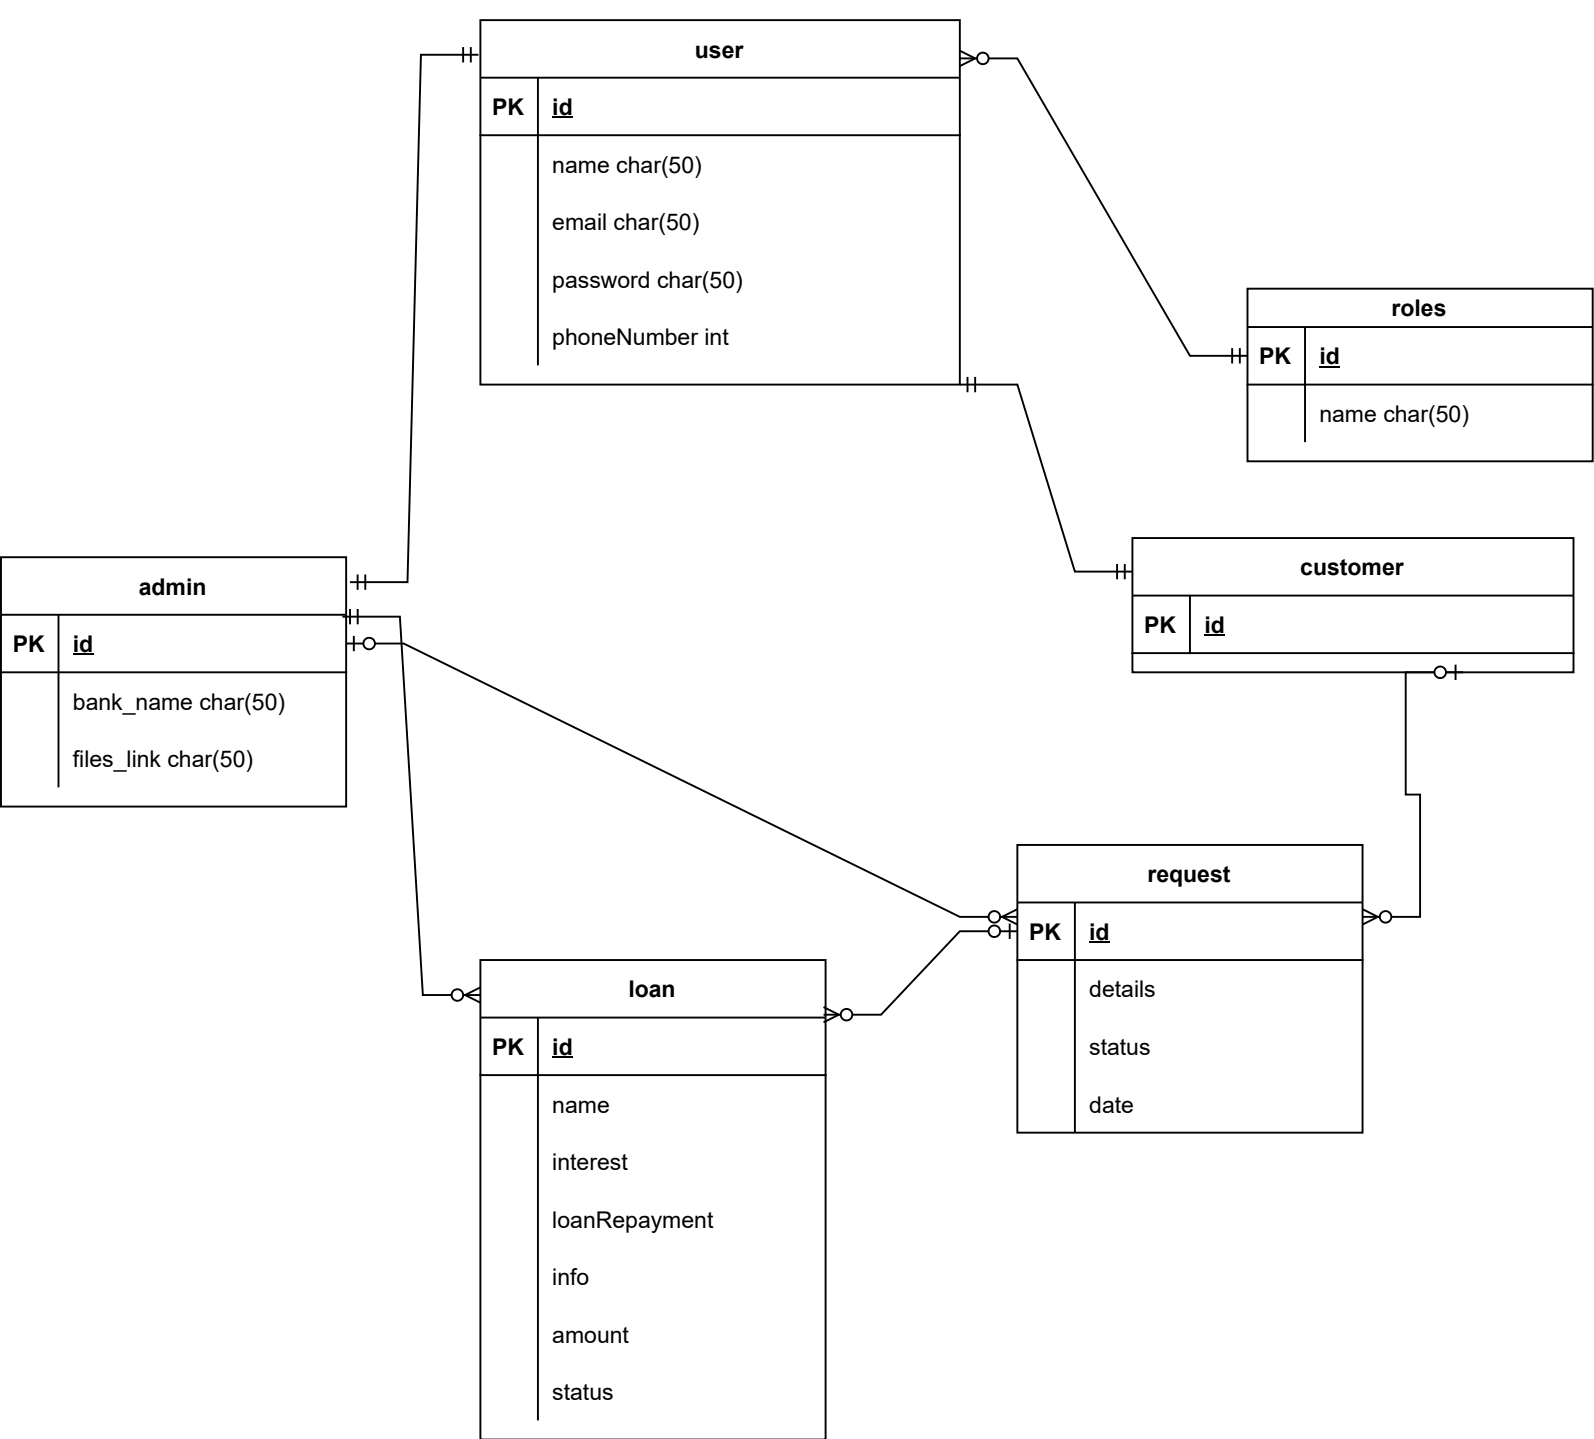 user
PK id
name char(50)
email char(50)
password char(50)
phoneNumber int
roles
PK id
name char(50)
admin
PK id
bank_name char(50)
files_link char(50)
customer
PK id
request
PK id
details
status
date
loan
PK id
name
interest
loanRepayment
info
amount
status